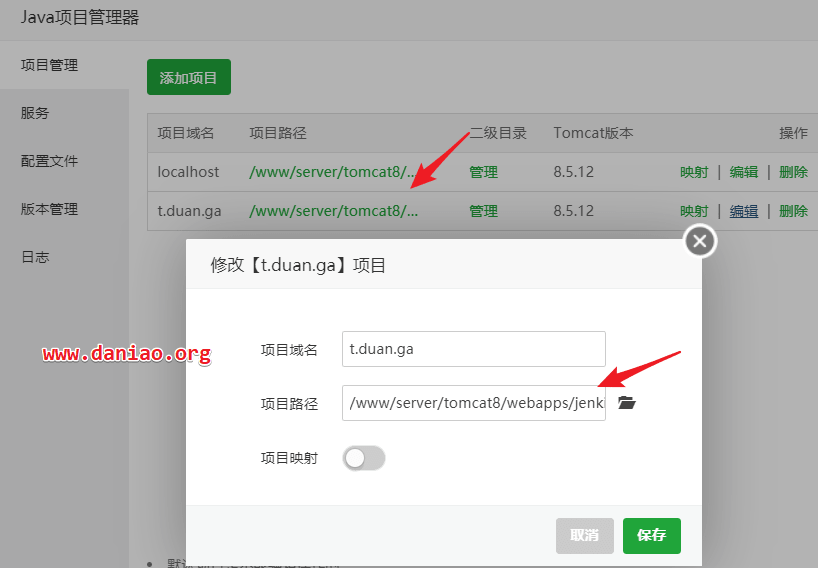 Java项目管理器
项目管理
服务
配置文件
版本管理
日志
添加项目
项目域名 项目路径 二级目录 Tomcat版本 操作
localhost /www/server/tomcat8/... 管理 8.5.12 映射 | 编辑 | 删除
t.duan.ga /www/server/tomcat8/... 管理 8.5.12 映射 | 编辑 | 删除
修改【t.duan.ga】项目
www.daniao.org
项目域名 t.duan.ga
项目路径 /www/server/tomcat8/webapps/jenki
项目映射
取消 保存